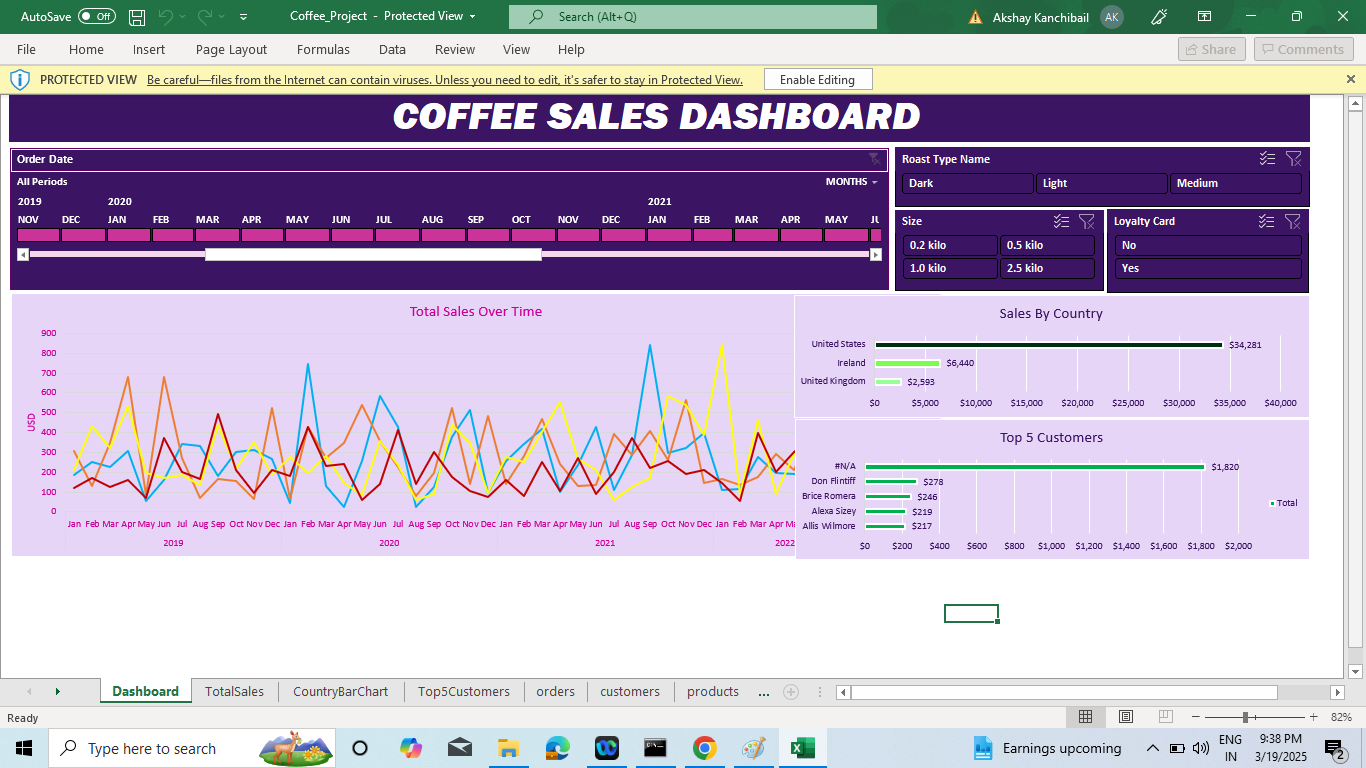 AutoSave Off Coffee_Project - Protected View Search (Alt+Q) Akshay Kanchibail AK
File Home Insert Page Layout Formulas Data Review View Help Share Comments
PROTECTED VIEW Be careful—files from the Internet can contain viruses. Unless you need to edit, it's safer to stay in Protected View. Enable Editing
COFFEE SALES DASHBOARD
Order Date
All Periods MONTHS
2019 2020 2021
NOV DEC JAN FEB MAR APR MAY JUN JUL AUG SEP OCT NOV DEC JAN FEB MAR APR MAY
Roast Type Name
Dark Light Medium
Size
0.2 kilo 0.5 kilo
1.0 kilo 2.5 kilo
Loyalty Card
No
Yes
Total Sales Over Time
USD
900
800
700
600
500
400
300
200
100
0
Jan Feb Mar Apr May Jun Jul Aug Sep Oct Nov Dec Jan Feb Mar Apr May Jun Jul Aug Sep Oct Nov Dec Jan Feb Mar Apr May Jun Jul Aug Sep Oct Nov Dec Jan Feb Mar Apr
2019 2020 2021 2022
Sales By Country
United States $34,281
Ireland $6,440
United Kingdom $2,593
$0 $5,000 $10,000 $15,000 $20,000 $25,000 $30,000 $35,000 $40,000
Top 5 Customers
#N/A $1,820
Don Flintiff $278
Brice Romera $246
Alexa Sizey $219
Allis Wilmore $217
Total
$0 $200 $400 $600 $800 $1,000 $1,200 $1,400 $1,600 $1,800 $2,000
Dashboard TotalSales CountryBarChart Top5Customers orders customers products ...
Ready 82%
Type here to search Earnings upcoming ENG IN 9:38 PM 3/19/2025 2